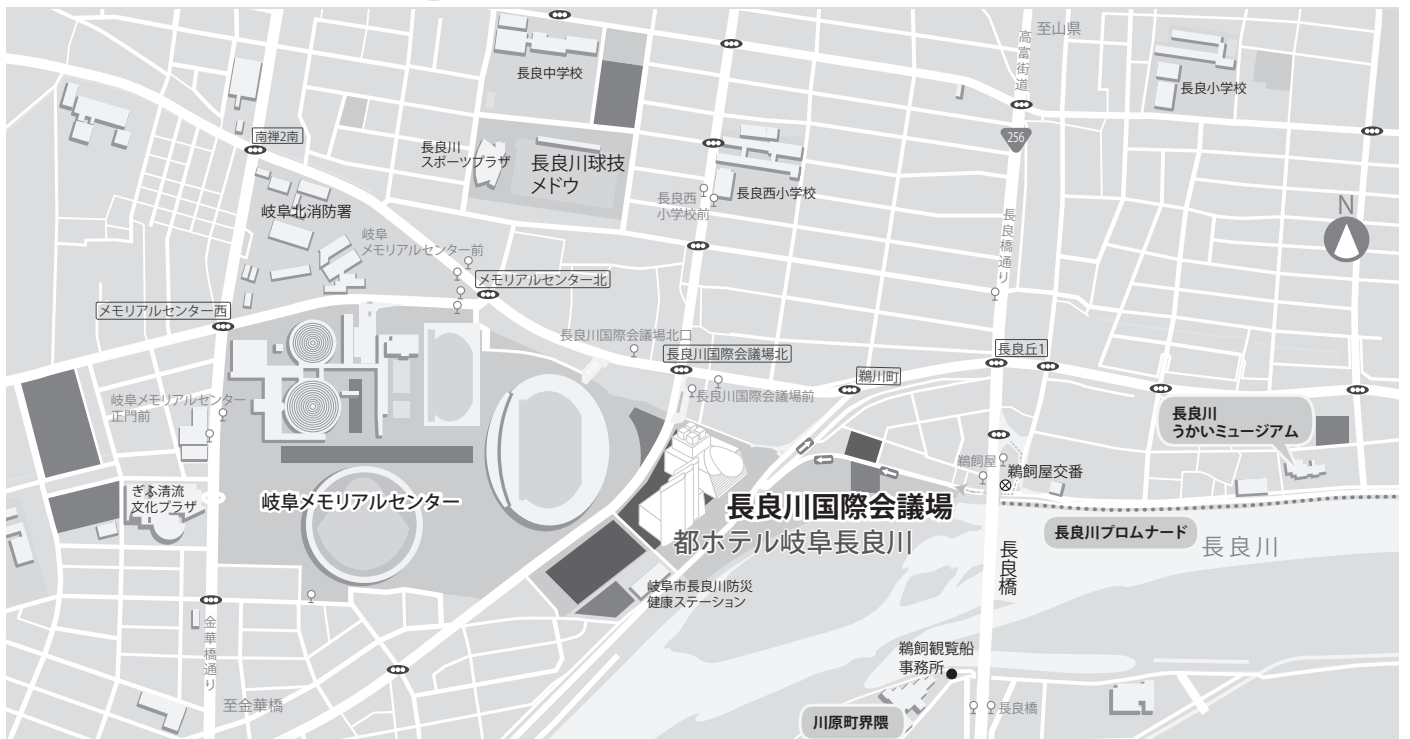 至山県
高富街道
長良中学校
長良小学校
256
南禅2南
長良川
スポーツプラザ
長良川球技
メドウ
長良西
小学校前
長良西小学校
岐阜北消防署
岐阜
メモリアルセンター前
N
長良橋通り
メモリアルセンター北
メモリアルセンター西
長良川国際会議場北口
長良川国際会議場北
長良丘1
鵜川町
長良川国際会議場前
岐阜メモリアルセンター
正門前
長良川
うかいミュージアム
鵜飼屋
鵜飼屋交番
ぎふ清流
文化プラザ
岐阜メモリアルセンター
長良川国際会議場
都ホテル岐阜長良川
長良川プロムナード
長良川
長良橋
岐阜市長良川防災
健康ステーション
金華橋通り
至金華橋
鵜飼観覧船
事務所
川原町界隈
長良橋